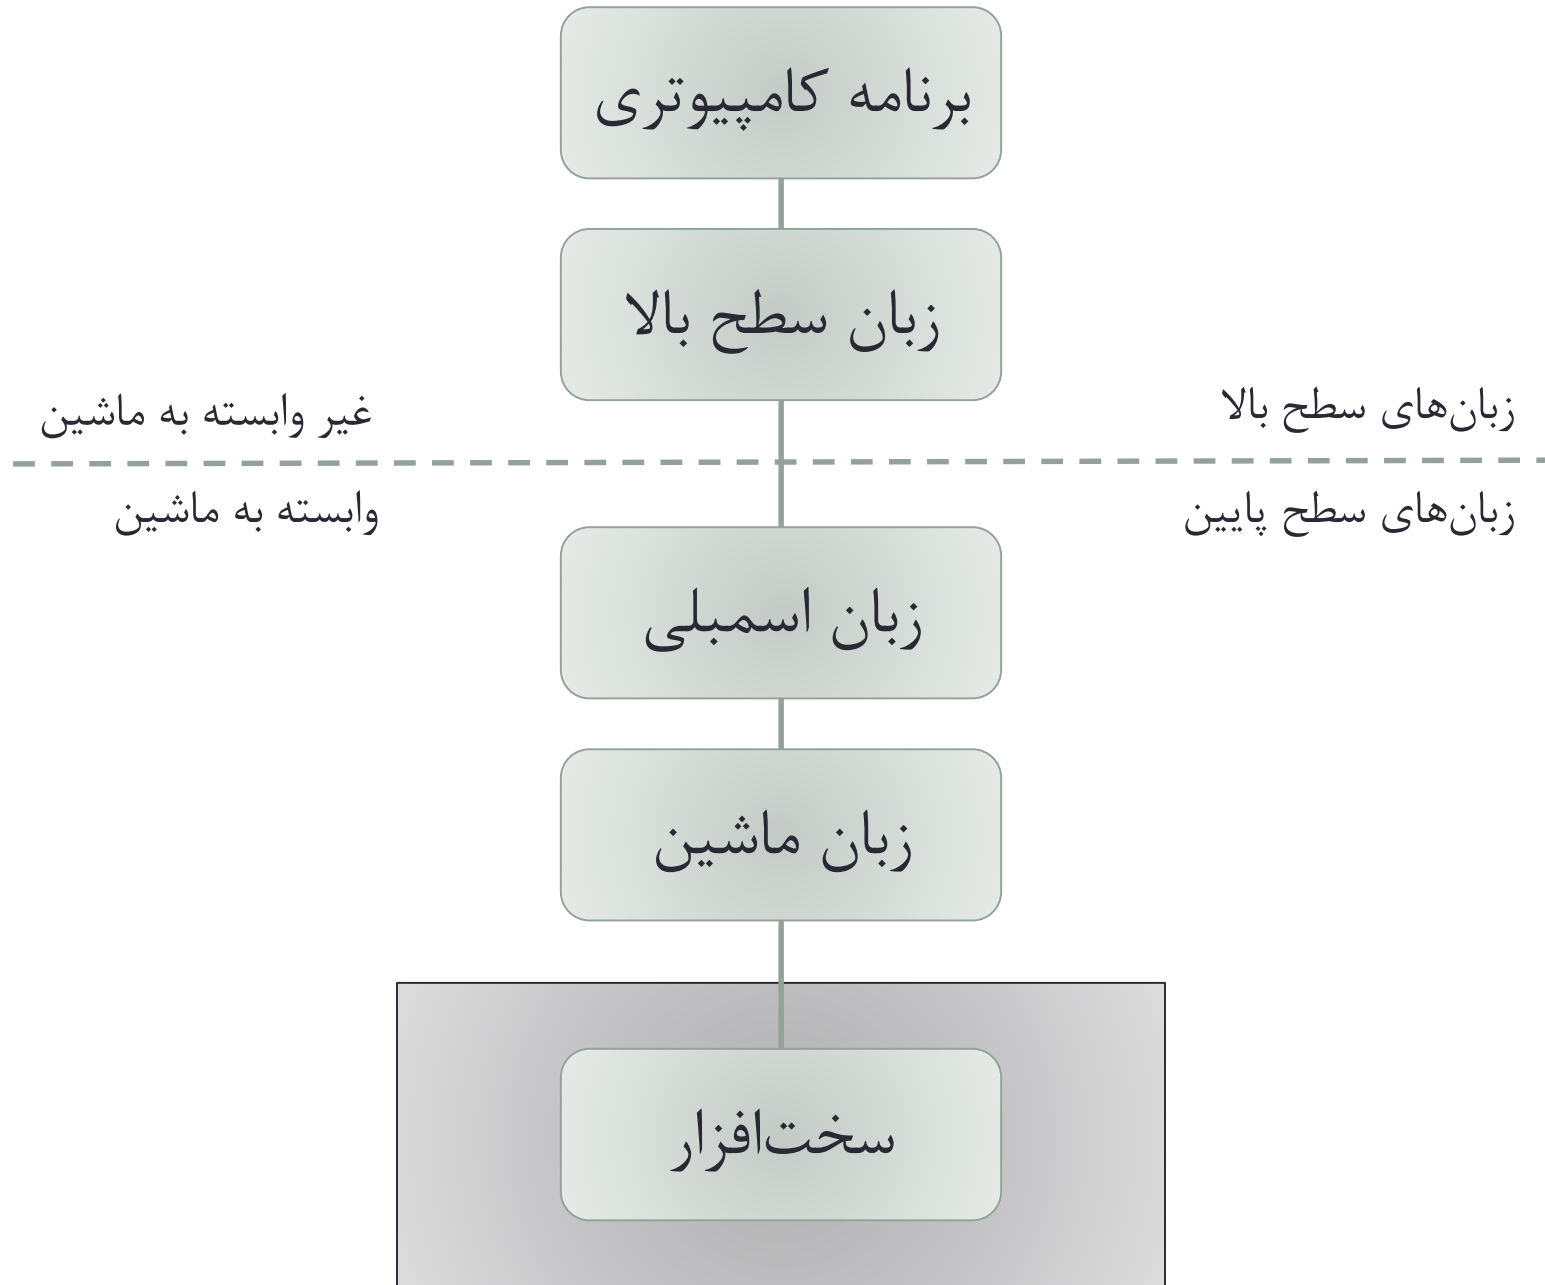 برنامه کامپیوتری
زبان سطح بالا
زبان‌های سطح بالا
غیر وابسته به ماشین
زبان‌های سطح پایین
وابسته به ماشین
زبان اسمبلی
زبان ماشین
سخت‌افزار